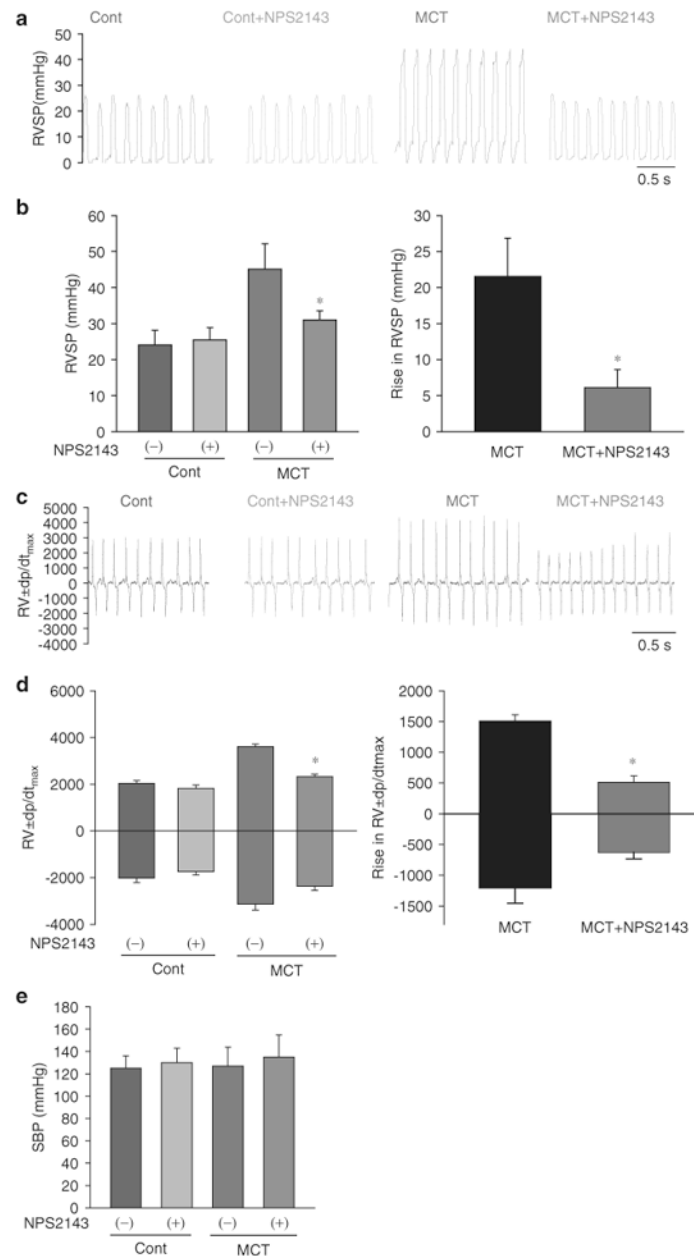 a
Cont Cont+NPS2143 MCT MCT+NPS2143
RVSP(mmHg)
50
40
30
20
10
0
0.5 s
b
RVSP (mmHg)
60
50
40
30
20
10
0
*
NPS2143 (−) (+) (−) (+)
Cont MCT
Rise in RVSP (mmHg)
30
25
20
15
10
5
0
*
MCT MCT+NPS2143
c
Cont Cont+NPS2143 MCT MCT+NPS2143
RV±dp/dtmax
5000
4000
3000
2000
1000
0
-1000
-2000
-3000
-4000
0.5 s
d
RV±dp/dtmax
6000
4000
2000
0
-2000
-4000
*
NPS2143 (−) (+) (−) (+)
Cont MCT
Rise in RV±dp/dtmax
2000
1500
1000
500
0
-500
-1000
-1500
*
MCT MCT+NPS2143
e
SBP (mmHg)
180
160
140
120
100
80
60
40
20
0
NPS2143 (−) (+) (−) (+)
Cont MCT